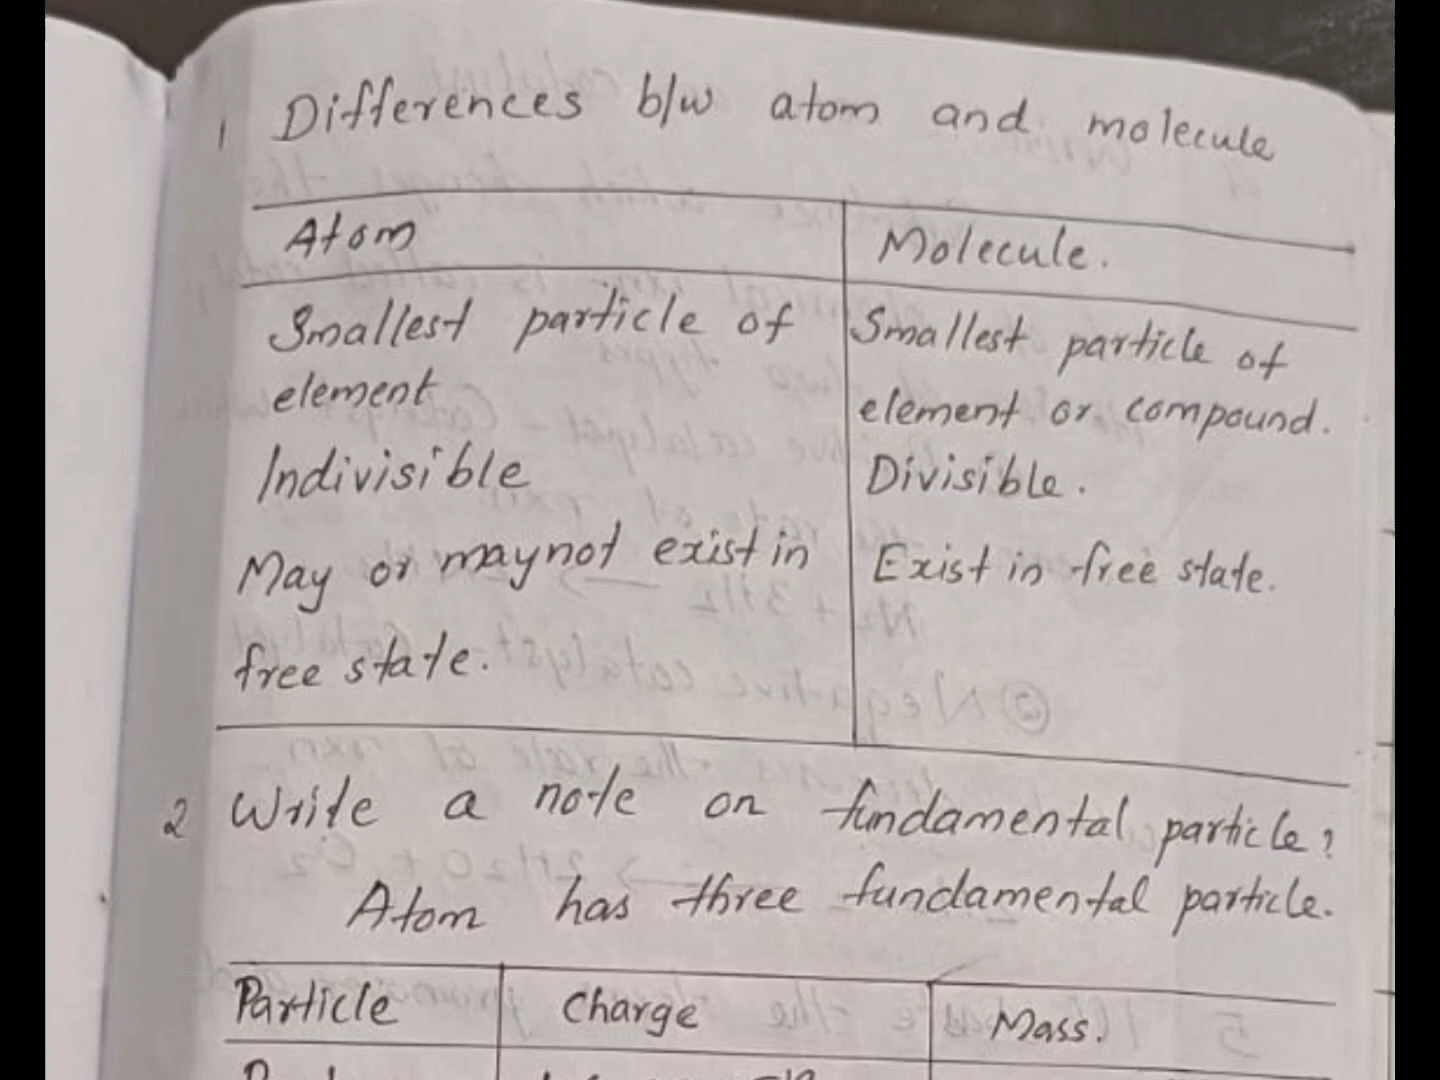 1 Differences b/w atom and molecule
Atom
Molecule.
Smallest particle of
element
Indivisible
May or maynot exist in
free state.
Smallest particle of
element or compound.
Divisible.
Exist in free state.
2 Write a note on fundamental particle?
Atom has three fundamental particle.
Particle Charge Mass.